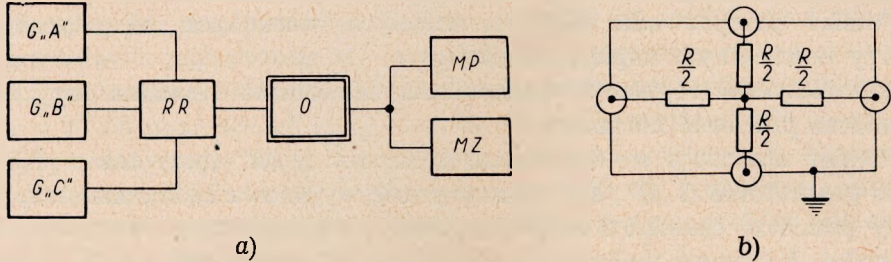 G„A”
G„B”
G„C”
RR
O
MP
MZ
a)
R/2
R/2
R/2
R/2
b)